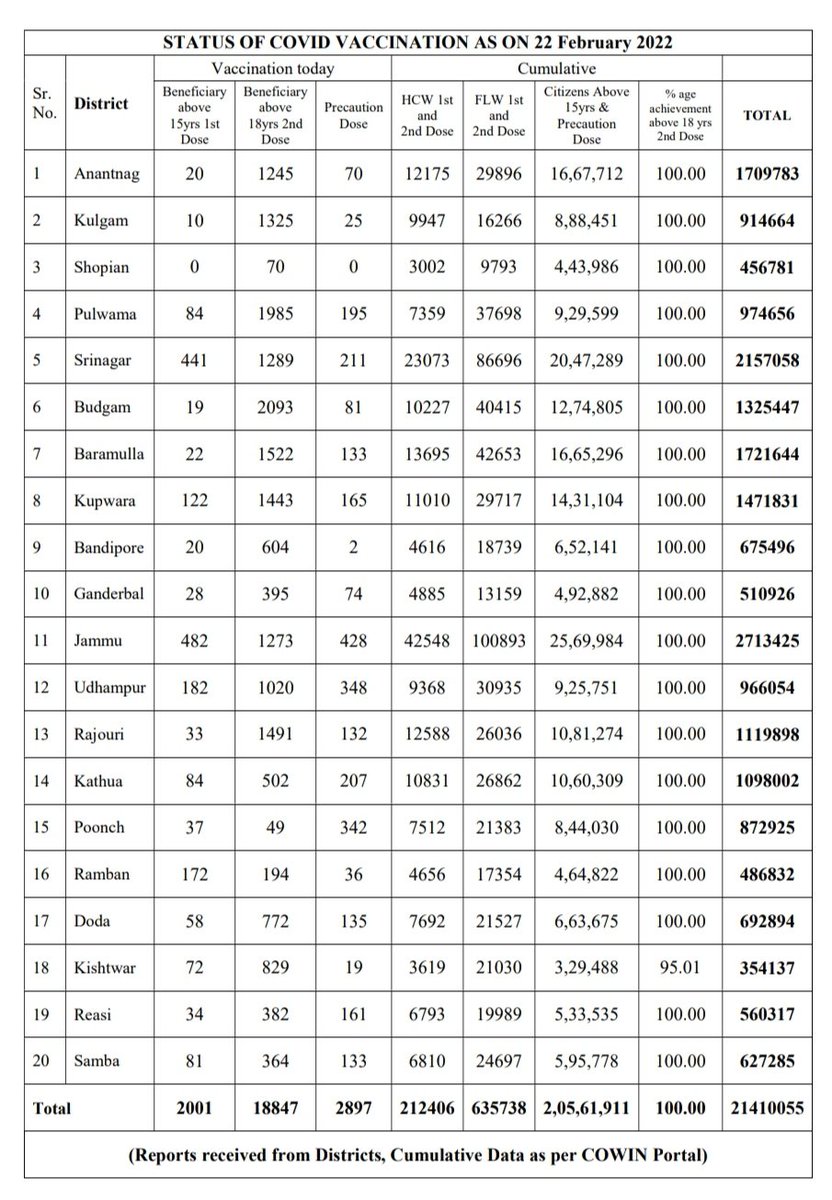 STATUS OF COVID VACCINATION AS ON 22 February 2022
Sr. No. District Vaccination today Cumulative
Beneficiary above 15yrs 1st Dose Beneficiary above 18yrs 2nd Dose Precaution Dose HCW 1st and 2nd Dose FLW 1st and 2nd Dose Citizens Above 15yrs & Precaution Dose % age achievement above 18 yrs 2nd Dose TOTAL
1 Anantnag 20 1245 70 12175 29896 16,67,712 100.00 1709783
2 Kulgam 10 1325 25 9947 16266 8,88,451 100.00 914664
3 Shopian 0 70 0 3002 9793 4,43,986 100.00 456781
4 Pulwama 84 1985 195 7359 37698 9,29,599 100.00 974656
5 Srinagar 441 1289 211 23073 86696 20,47,289 100.00 2157058
6 Budgam 19 2093 81 10227 40415 12,74,805 100.00 1325447
7 Baramulla 22 1522 133 13695 42653 16,65,296 100.00 1721644
8 Kupwara 122 1443 165 11010 29717 14,31,104 100.00 1471831
9 Bandipore 20 604 2 4616 18739 6,52,141 100.00 675496
10 Ganderbal 28 395 74 4885 13159 4,92,882 100.00 510926
11 Jammu 482 1273 428 42548 100893 25,69,984 100.00 2713425
12 Udhampur 182 1020 348 9368 30935 9,25,751 100.00 966054
13 Rajouri 33 1491 132 12588 26036 10,81,274 100.00 1119898
14 Kathua 84 502 207 10831 26862 10,60,309 100.00 1098002
15 Poonch 37 49 342 7512 21383 8,44,030 100.00 872925
16 Ramban 172 194 36 4656 17354 4,64,822 100.00 486832
17 Doda 58 772 135 7692 21527 6,63,675 100.00 692894
18 Kishtwar 72 829 19 3619 21030 3,29,488 95.01 354137
19 Reasi 34 382 161 6793 19989 5,33,535 100.00 560317
20 Samba 81 364 133 6810 24697 5,95,778 100.00 627285
Total 2001 18847 2897 212406 635738 2,05,61,911 100.00 21410055
(Reports received from Districts, Cumulative Data as per COWIN Portal)